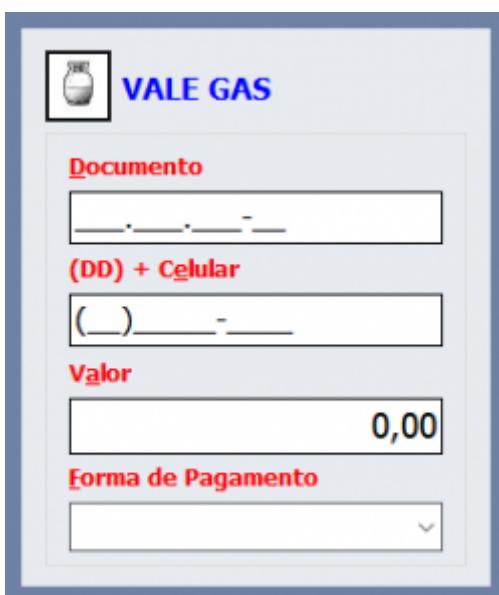 VALE GAS
Documento
___.___.___-__
(DD) + Celular
(__)_____-____
Valor
0,00
Forma de Pagamento